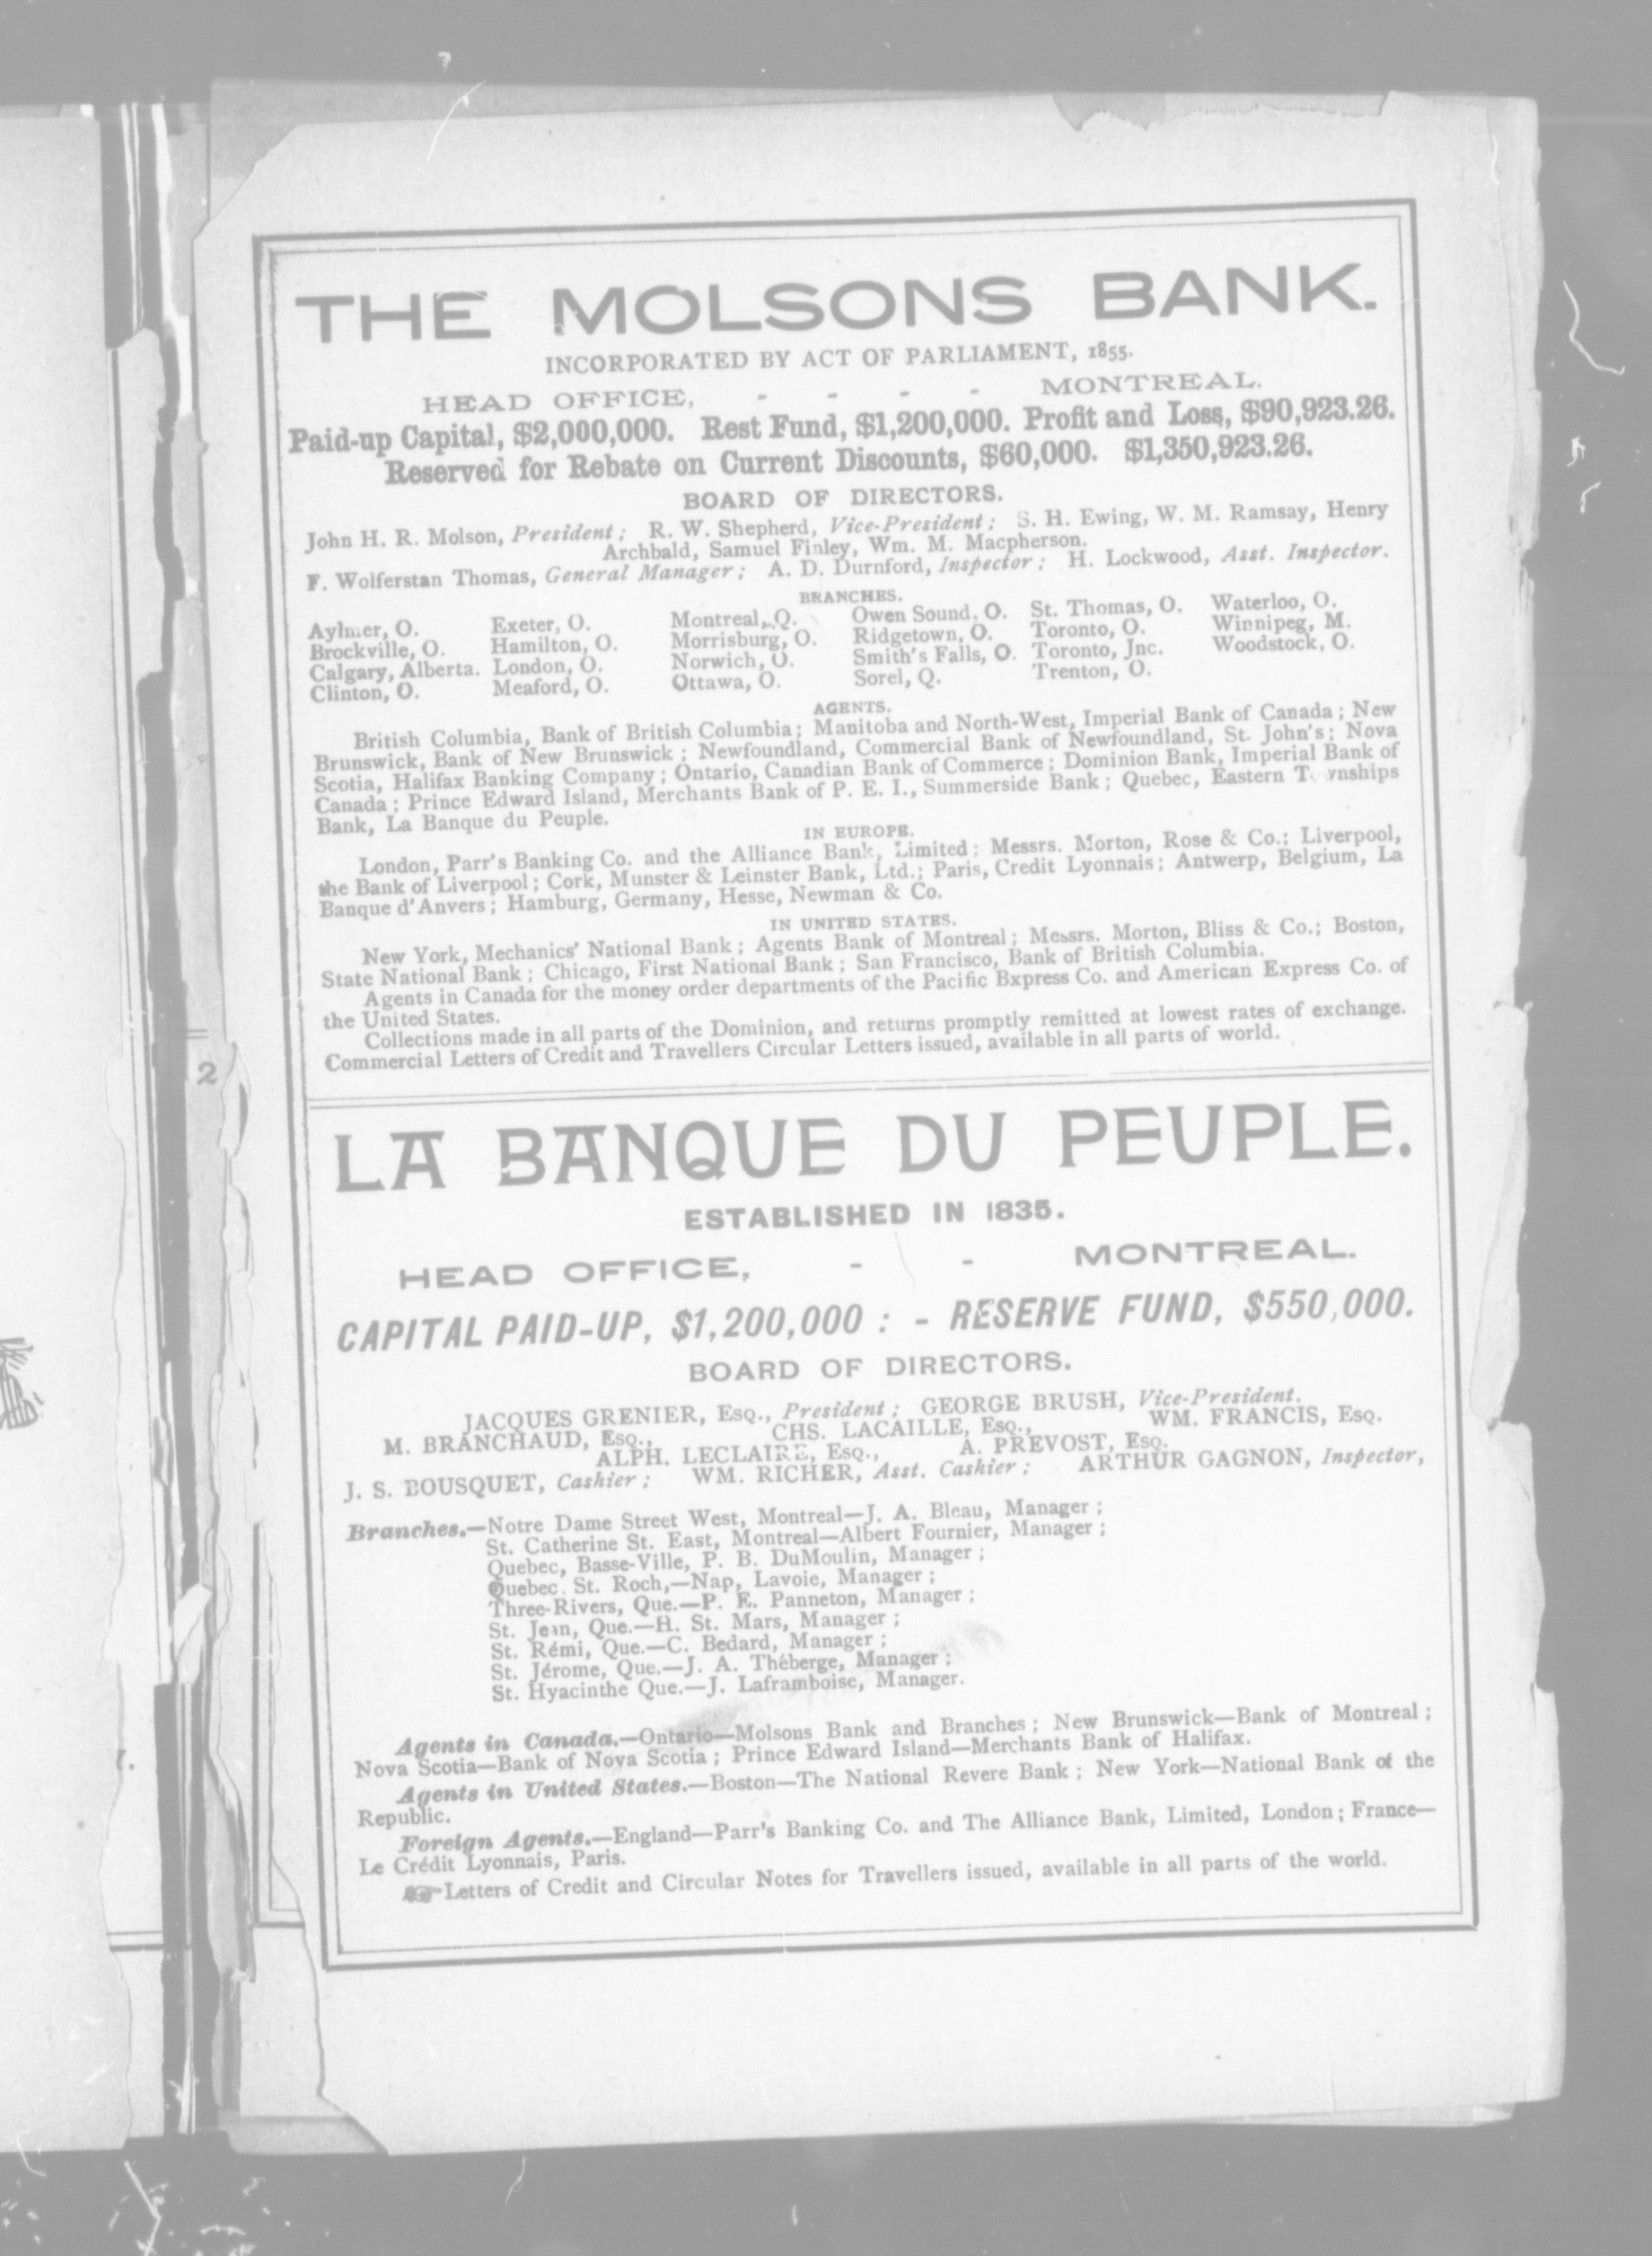 THE MOLSONS BANK.
INCORPORATED BY ACT OF PARLIAMENT, 1855.
HEAD OFFICE, - - - - MONTREAL.
Paid-up Capital, $2,000,000. Rest Fund, $1,200,000. Profit and Loss, $90,923.26.
Reserved for Rebate on Current Discounts, $60,000. $1,350,923.26.
BOARD OF DIRECTORS.
John H. R. Molson, President; R. W. Shepherd, Vice-President; S. H. Ewing, W. M. Ramsay, Henry
Archbald, Samuel Finley, Wm. M. Macpherson.
F. Wolferstan Thomas, General Manager; A. D. Durnford, Inspector; H. Lockwood, Asst. Inspector.
BRANCHES.
Aylmer, O. Exeter, O. Montreal, Q. Owen Sound, O. St. Thomas, O. Waterloo, O.
Brockville, O. Hamilton, O. Morrisburg, O. Ridgetown, O. Toronto, O. Winnipeg, M.
Calgary, Alberta. London, O. Norwich, O. Smith's Falls, O. Toronto, Jnc. Woodstock, O.
Clinton, O. Meaford, O. Ottawa, O. Sorel, Q. Trenton, O.
AGENTS.
British Columbia, Bank of British Columbia; Manitoba and North-West, Imperial Bank of Canada; New
Brunswick, Bank of New Brunswick; Newfoundland, Commercial Bank of Newfoundland, St. John's; Nova
Scotia, Halifax Banking Company; Ontario, Canadian Bank of Commerce; Dominion Bank, Imperial Bank of
Canada; Prince Edward Island, Merchants Bank of P. E. I., Summerside Bank; Quebec, Eastern Townships
Bank, La Banque du Peuple.
IN EUROPE.
London, Parr's Banking Co. and the Alliance Bank, Limited; Messrs. Morton, Rose & Co.; Liverpool,
the Bank of Liverpool; Cork, Munster & Leinster Bank, Ltd.; Paris, Credit Lyonnais; Antwerp, Belgium, La
Banque d'Anvers; Hamburg, Germany, Hesse, Newman & Co.
IN UNITED STATES.
New York, Mechanics' National Bank; Agents Bank of Montreal; Messrs. Morton, Bliss & Co.; Boston,
State National Bank; Chicago, First National Bank; San Francisco, Bank of British Columbia.
Agents in Canada for the money order departments of the Pacific Bxpress Co. and American Express Co. of
the United States.
Collections made in all parts of the Dominion, and returns promptly remitted at lowest rates of exchange.
Commercial Letters of Credit and Travellers Circular Letters issued, available in all parts of world.
2
LA BANQUE DU PEUPLE.
ESTABLISHED IN 1835.
HEAD OFFICE, - - MONTREAL.
CAPITAL PAID-UP, $1,200,000 : - RESERVE FUND, $550,000.
BOARD OF DIRECTORS.
JACQUES GRENIER, ESQ., President; GEORGE BRUSH, Vice-President.
M. BRANCHAUD, ESQ., CHS. LACAILLE, ESQ., WM. FRANCIS, ESQ.
ALPH. LECLAIRE, ESQ., A. PREVOST, ESQ.
J. S. BOUSQUET, Cashier; WM. RICHER, Asst. Cashier; ARTHUR GAGNON, Inspector,
Branches.—Notre Dame Street West, Montreal—J. A. Bleau, Manager;
St. Catherine St. East, Montreal—Albert Fournier, Manager;
Quebec, Basse-Ville, P. B. DuMoulin, Manager;
Quebec. St. Roch,—Nap, Lavoie, Manager;
Three-Rivers, Que.—P. E. Panneton, Manager;
St. Jean, Que.—H. St. Mars, Manager;
St. Rémi, Que.—C. Bedard, Manager;
St. Jérome, Que.—J. A. Théberge, Manager;
St. Hyacinthe Que.—J. Laframboise, Manager.
Agents in Canada.—Ontario—Molsons Bank and Branches; New Brunswick—Bank of Montreal;
Nova Scotia—Bank of Nova Scotia; Prince Edward Island—Merchants Bank of Halifax.
Agents in United States.—Boston—The National Revere Bank; New York—National Bank of the
Republic.
Foreign Agents.—England—Parr's Banking Co. and The Alliance Bank, Limited, London; France—
Le Crédit Lyonnais, Paris.
☞ Letters of Credit and Circular Notes for Travellers issued, available in all parts of the world.